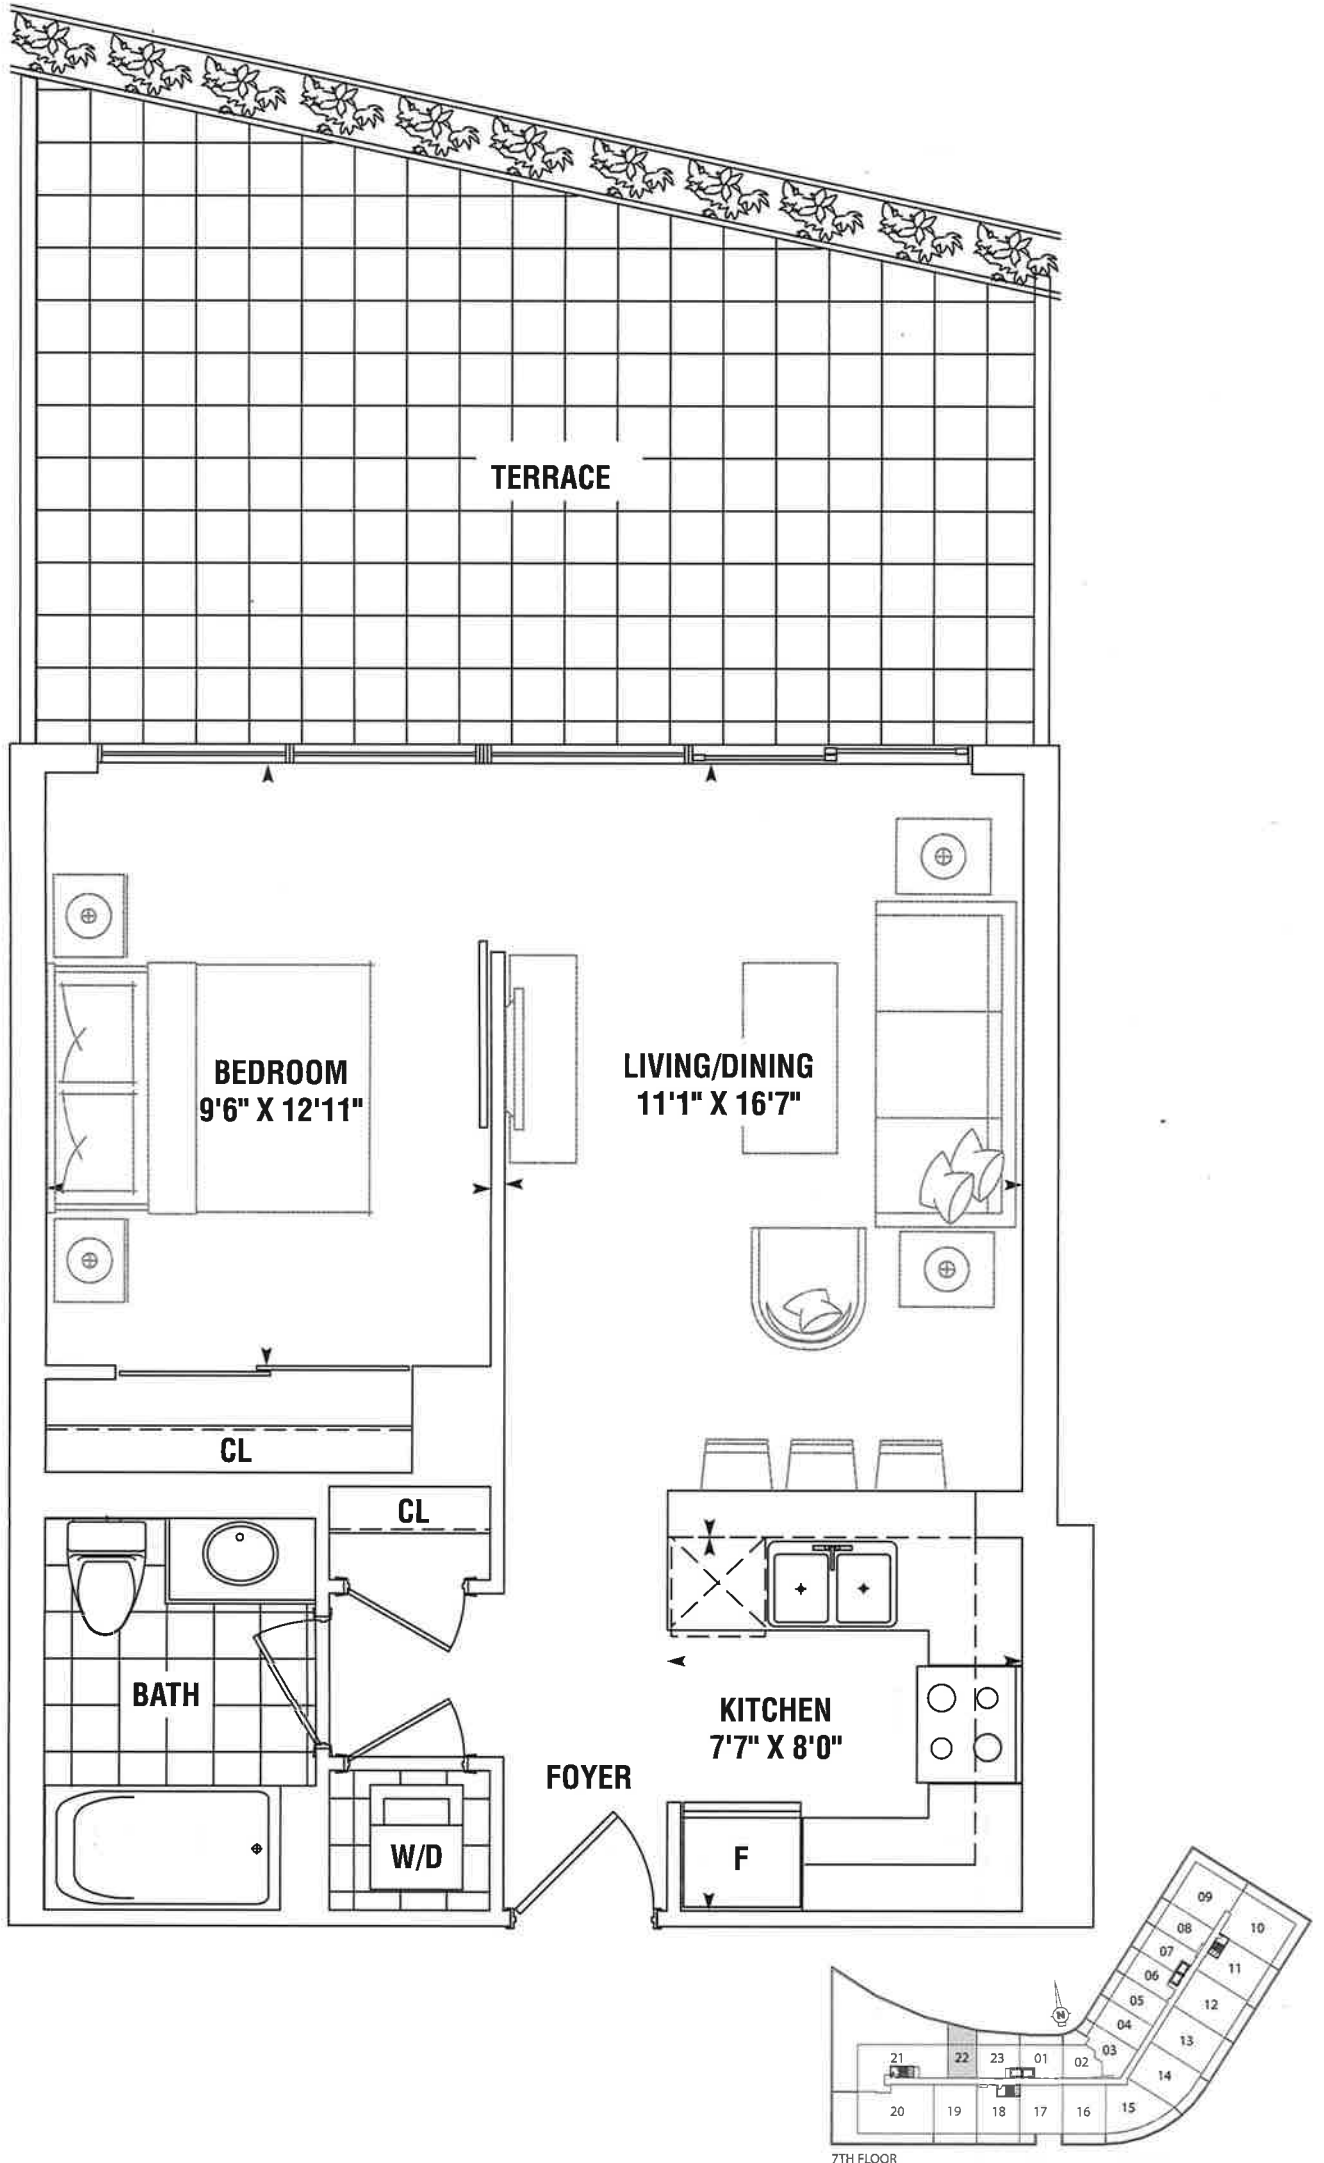 TERRACE
BEDROOM
9'6" X 12'11"
LIVING/DINING
11'1" X 16'7"
CL
CL
BATH
KITCHEN
7'7" X 8'0"
FOYER
W/D
F
09
10
08
07
11
06
05
12
04
13
N
03
21
22
23
01
02
14
20
19
18
17
16
15
7TH FLOOR